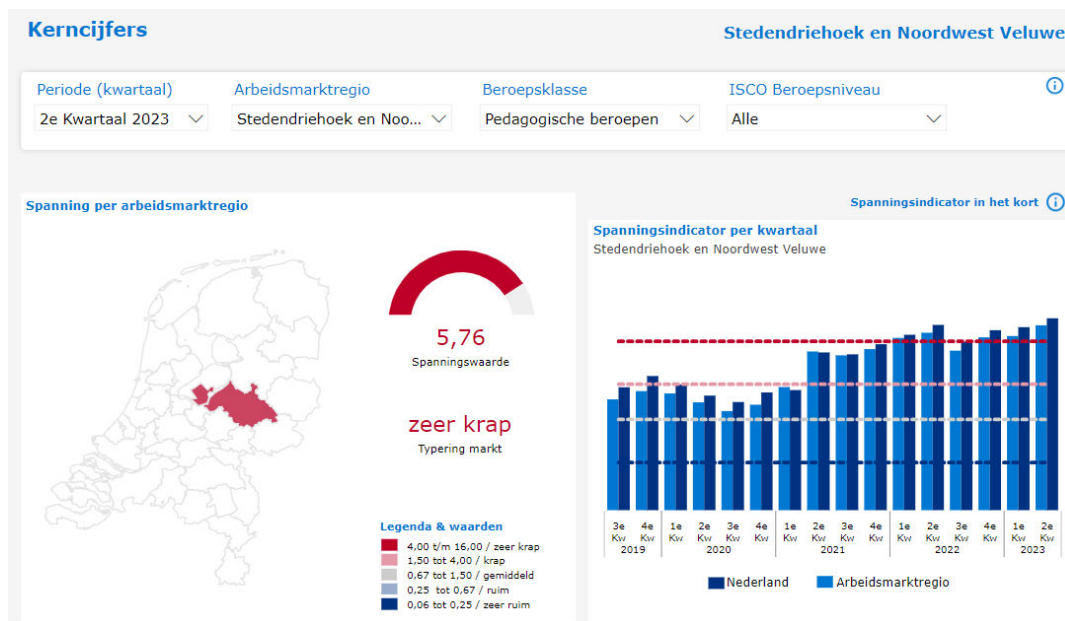 Kerncijfers
Stedendriehoek en Noordwest Veluwe
Periode (kwartaal)
Arbeidsmarktregio
Beroepsklasse
ISCO Beroepsniveau
2e Kwartaal 2023
Stedendriehoek en Noo...
Pedagogische beroepen
Alle
Spanning per arbeidsmarktregio
5,76
Spanningswaarde
zeer krap
Typering markt
Legenda & waarden
4,00 t/m 16,00 / zeer krap
1,50 tot 4,00 / krap
0,67 tot 1,50 / gemiddeld
0,25 tot 0,67 / ruim
0,06 tot 0,25 / zeer ruim
Spanningsindicator in het kort
Spanningsindicator per kwartaal
Stedendriehoek en Noordwest Veluwe
3e 4e 1e 2e 3e 4e 1e 2e 3e 4e 1e 2e 3e 4e 1e 2e
Kw Kw Kw Kw Kw Kw Kw Kw Kw Kw Kw Kw Kw Kw Kw Kw
2019 2020 2021 2022 2023
Nederland Arbeidsmarktregio